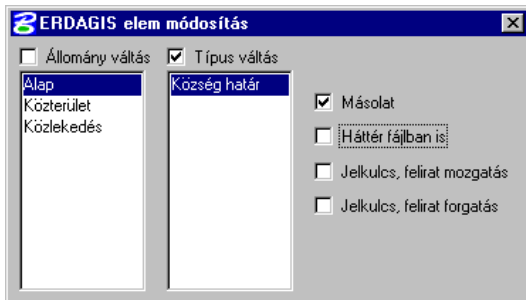 ERDAGIS elem módosítás
Állomány váltás
Típus váltás
Alap
Közterület
Közlekedés
Község határ
Másolat
Háttér fájlban is
Jelkulcs, felirat mozgatás
Jelkulcs, felirat forgatás